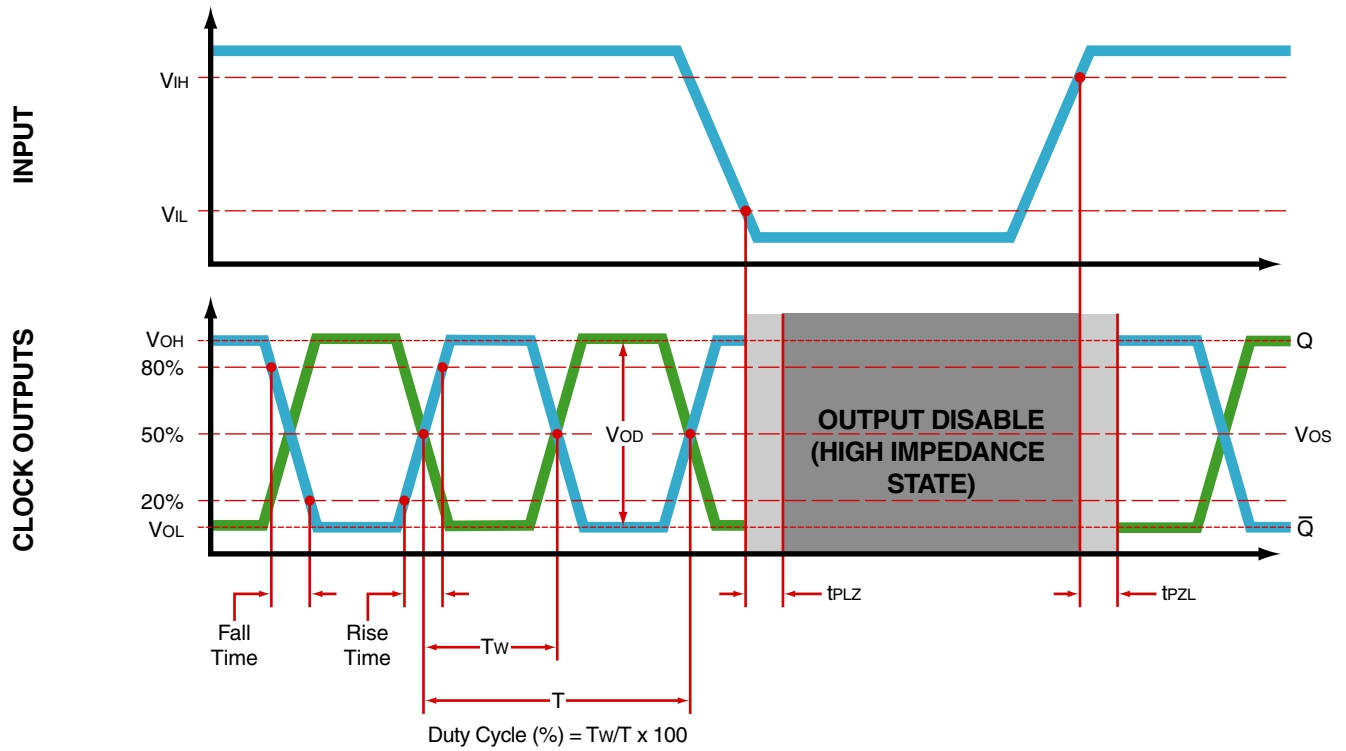 INPUT
VIH
VIL
CLOCK OUTPUTS
VOH
80%
50%
20%
VOL
VOD
OUTPUT DISABLE
(HIGH IMPEDANCE
STATE)
Q
VOS
Q̅
Fall
Time
Rise
Time
tPLZ
tPZL
TW
T
Duty Cycle (%) = TW/T x 100